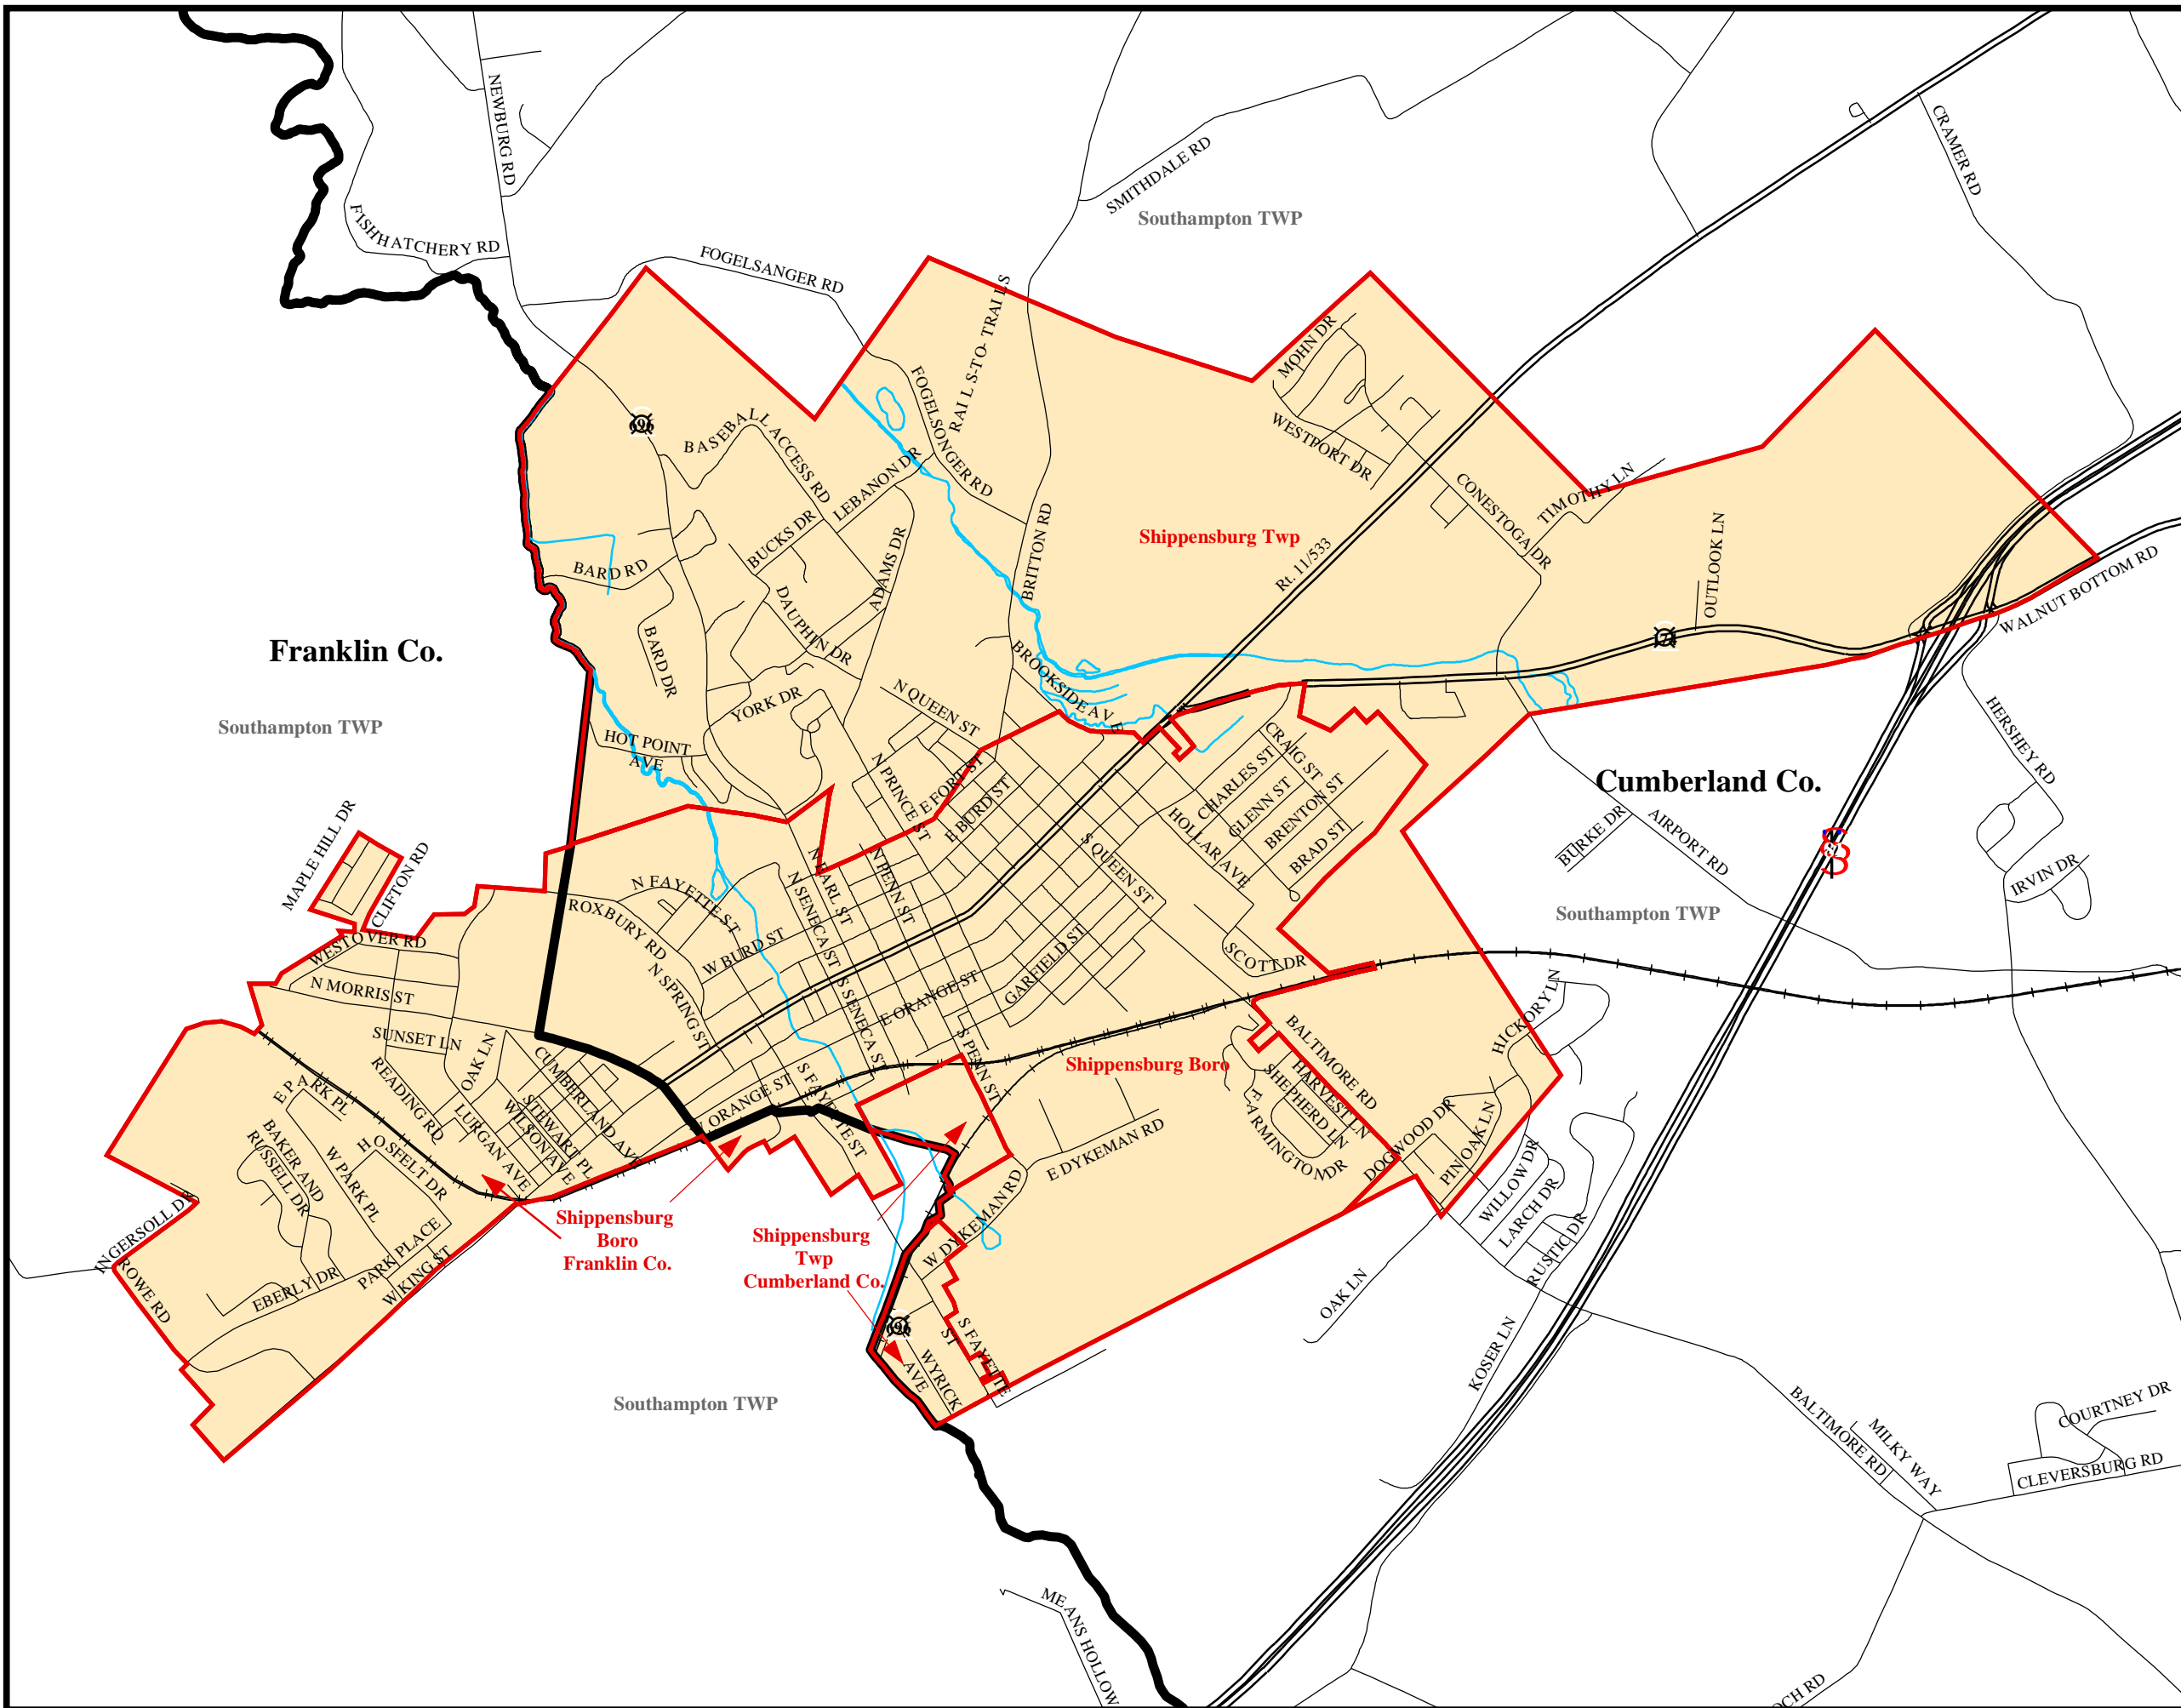 NEWBURG RD
CRAMER RD
SMITHDALE RD
Southampton TWP
FISHHATCHERY RD
FOGELSANGER RD
RAILS-TO-TRAILS
MOHN DR
FOGELSONGER RD
696
BASEBALL ACCESS RD
WESTPORT DR
LEBANON DR
CONESTOGA DR
TIMOTHY LN
BUCKS DR
BRITTON RD
Shippensburg Twp
OUTLOOK LN
BARD RD
ADAMS DR
Rt. 11/533
WALNUT BOTTOM RD
DAUPHIN DR
174
Franklin Co.
BARD DR
BROOKSIDE AVE
Southampton TWP
YORK DR
N QUEEN ST
HERSHEY RD
HOT POINT
AVE
CRAIG ST
N PRINCE ST
E FORT ST
CHARLES ST
Cumberland Co.
E BURD ST
GLENN ST
BRENTON ST
MAPLE HILL DR
HOLLAR AVE
BURKE DR
AIRPORT RD
CLIFTON RD
N EARL ST
N PENN ST
S QUEEN ST
BRAD ST
IRVIN DR
N FAYETTE ST
N SENECA ST
ROXBURY RD
Southampton TWP
WESTOVER RD
W BURD ST
GARFIELD ST
SCOTT DR
N MORRIS ST
N SPRING ST
S SENECA ST
E ORANGE ST
HICKORY LN
SUNSET LN
OAK LN
CUMBERLAND AVE
S PENN ST
BALTIMORE RD
READING RD
Shippensburg Boro
E PARK PL
W ORANGE ST
S FAYETTE ST
HARVEST LN
SHEPHERD LN
STEWART PL
WILSON AVE
LURGAN AVE
FARMINGTON DR
DOGWOOD DR
PIN OAK LN
BAKER AND
RUSSELL DR
HOSFELT DR
W PARK PL
E DYKEMAN RD
WILLOW DR
LARCH DR
INGERSOLL DR
Shippensburg
Boro
Franklin Co.
Shippensburg
Twp
Cumberland Co.
W DYKEMAN RD
RUSTIC DR
PARK PLACE
W KING ST
ROWE RD
EBERLY DR
OAK LN
696
S FAYETTE
ST
WYRICK
AVE
KOSER LN
Southampton TWP
BALTIMORE RD
MILKY WAY
COURTNEY DR
CLEVERSBURG RD
MEANS HOLLOW
OCH RD